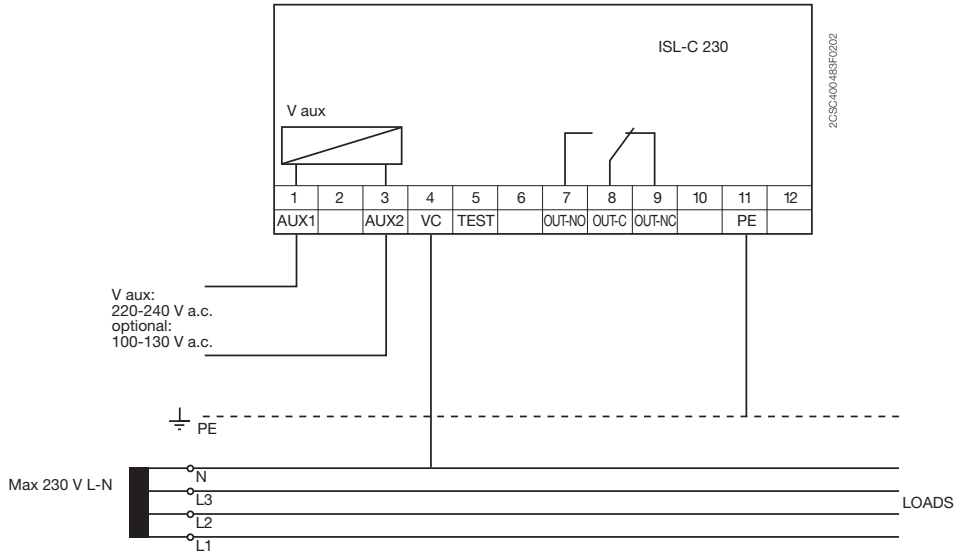 ISL-C 230
2CSC400483F0202
V aux
1 2 3 4 5 6 7 8 9 10 11 12
AUX1 AUX2 VC TEST OUT-NO OUT-C OUT-NC PE
V aux:
220-240 V a.c.
optional:
100-130 V a.c.
PE
Max 230 V L-N
N
L3
L2
L1
LOADS